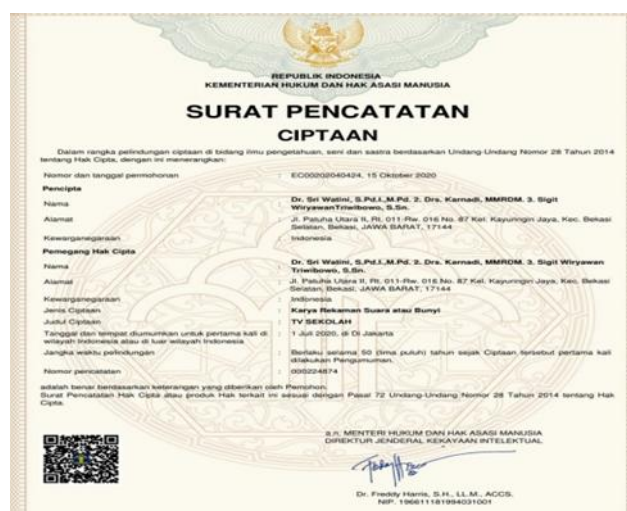 REPUBLIK INDONESIA
KEMENTERIAN HUKUM DAN HAK ASASI MANUSIA
SURAT PENCATATAN
CIPTAAN
Dalam rangka pelindungan ciptaan di bidang ilmu pengetahuan, seni dan sastra berdasarkan Undang-Undang Nomor 28 Tahun 2014
tentang Hak Cipta, dengan ini menerangkan:
Nomor dan tanggal permohonan : EC00202040424, 15 Oktober 2020
Pencipta
Nama : Dr. Sri Watini, S.Pd.I.,M.Pd. 2. Drs. Karnadi, MMRDM. 3. Sigit
WiryawanTriwibowo, S.Sn.
Alamat : Jl. Patuha Utara II, Rt. 011-Rw. 016 No. 87 Kel. Kayuringin Jaya, Kec. Bekasi
Selatan, Bekasi, JAWA BARAT, 17144
Kewarganegaraan : Indonesia
Pemegang Hak Cipta
Nama : Dr. Sri Watini, S.Pd.I.,M.Pd. 2. Drs. Karnadi, MMRDM. 3. Sigit Wiryawan
Triwibowo, S.Sn.
Alamat : Jl. Patuha Utara II, Rt. 011-Rw. 016 No. 87 Kel. Kayuringin Jaya, Kec. Bekasi
Selatan, Bekasi, JAWA BARAT, 17144
Kewarganegaraan : Indonesia
Jenis Ciptaan : Karya Rekaman Suara atau Bunyi
Judul Ciptaan : TV SEKOLAH
Tanggal dan tempat diumumkan untuk pertama kali di : 1 Juli 2020, di Di Jakarta
wilayah Indonesia atau di luar wilayah Indonesia
Jangka waktu pelindungan : Berlaku selama 50 (lima puluh) tahun sejak Ciptaan tersebut pertama kali
dilakukan Pengumuman.
Nomor pencatatan : 000224874
adalah benar berdasarkan keterangan yang diberikan oleh Pemohon.
Surat Pencatatan Hak Cipta atau produk Hak terkait ini sesuai dengan Pasal 72 Undang-Undang Nomor 28 Tahun 2014 tentang Hak
Cipta.
a.n. MENTERI HUKUM DAN HAK ASASI MANUSIA
DIREKTUR JENDERAL KEKAYAAN INTELEKTUAL
Dr. Freddy Harris, S.H., LL.M., ACCS.
NIP. 196611181994031001